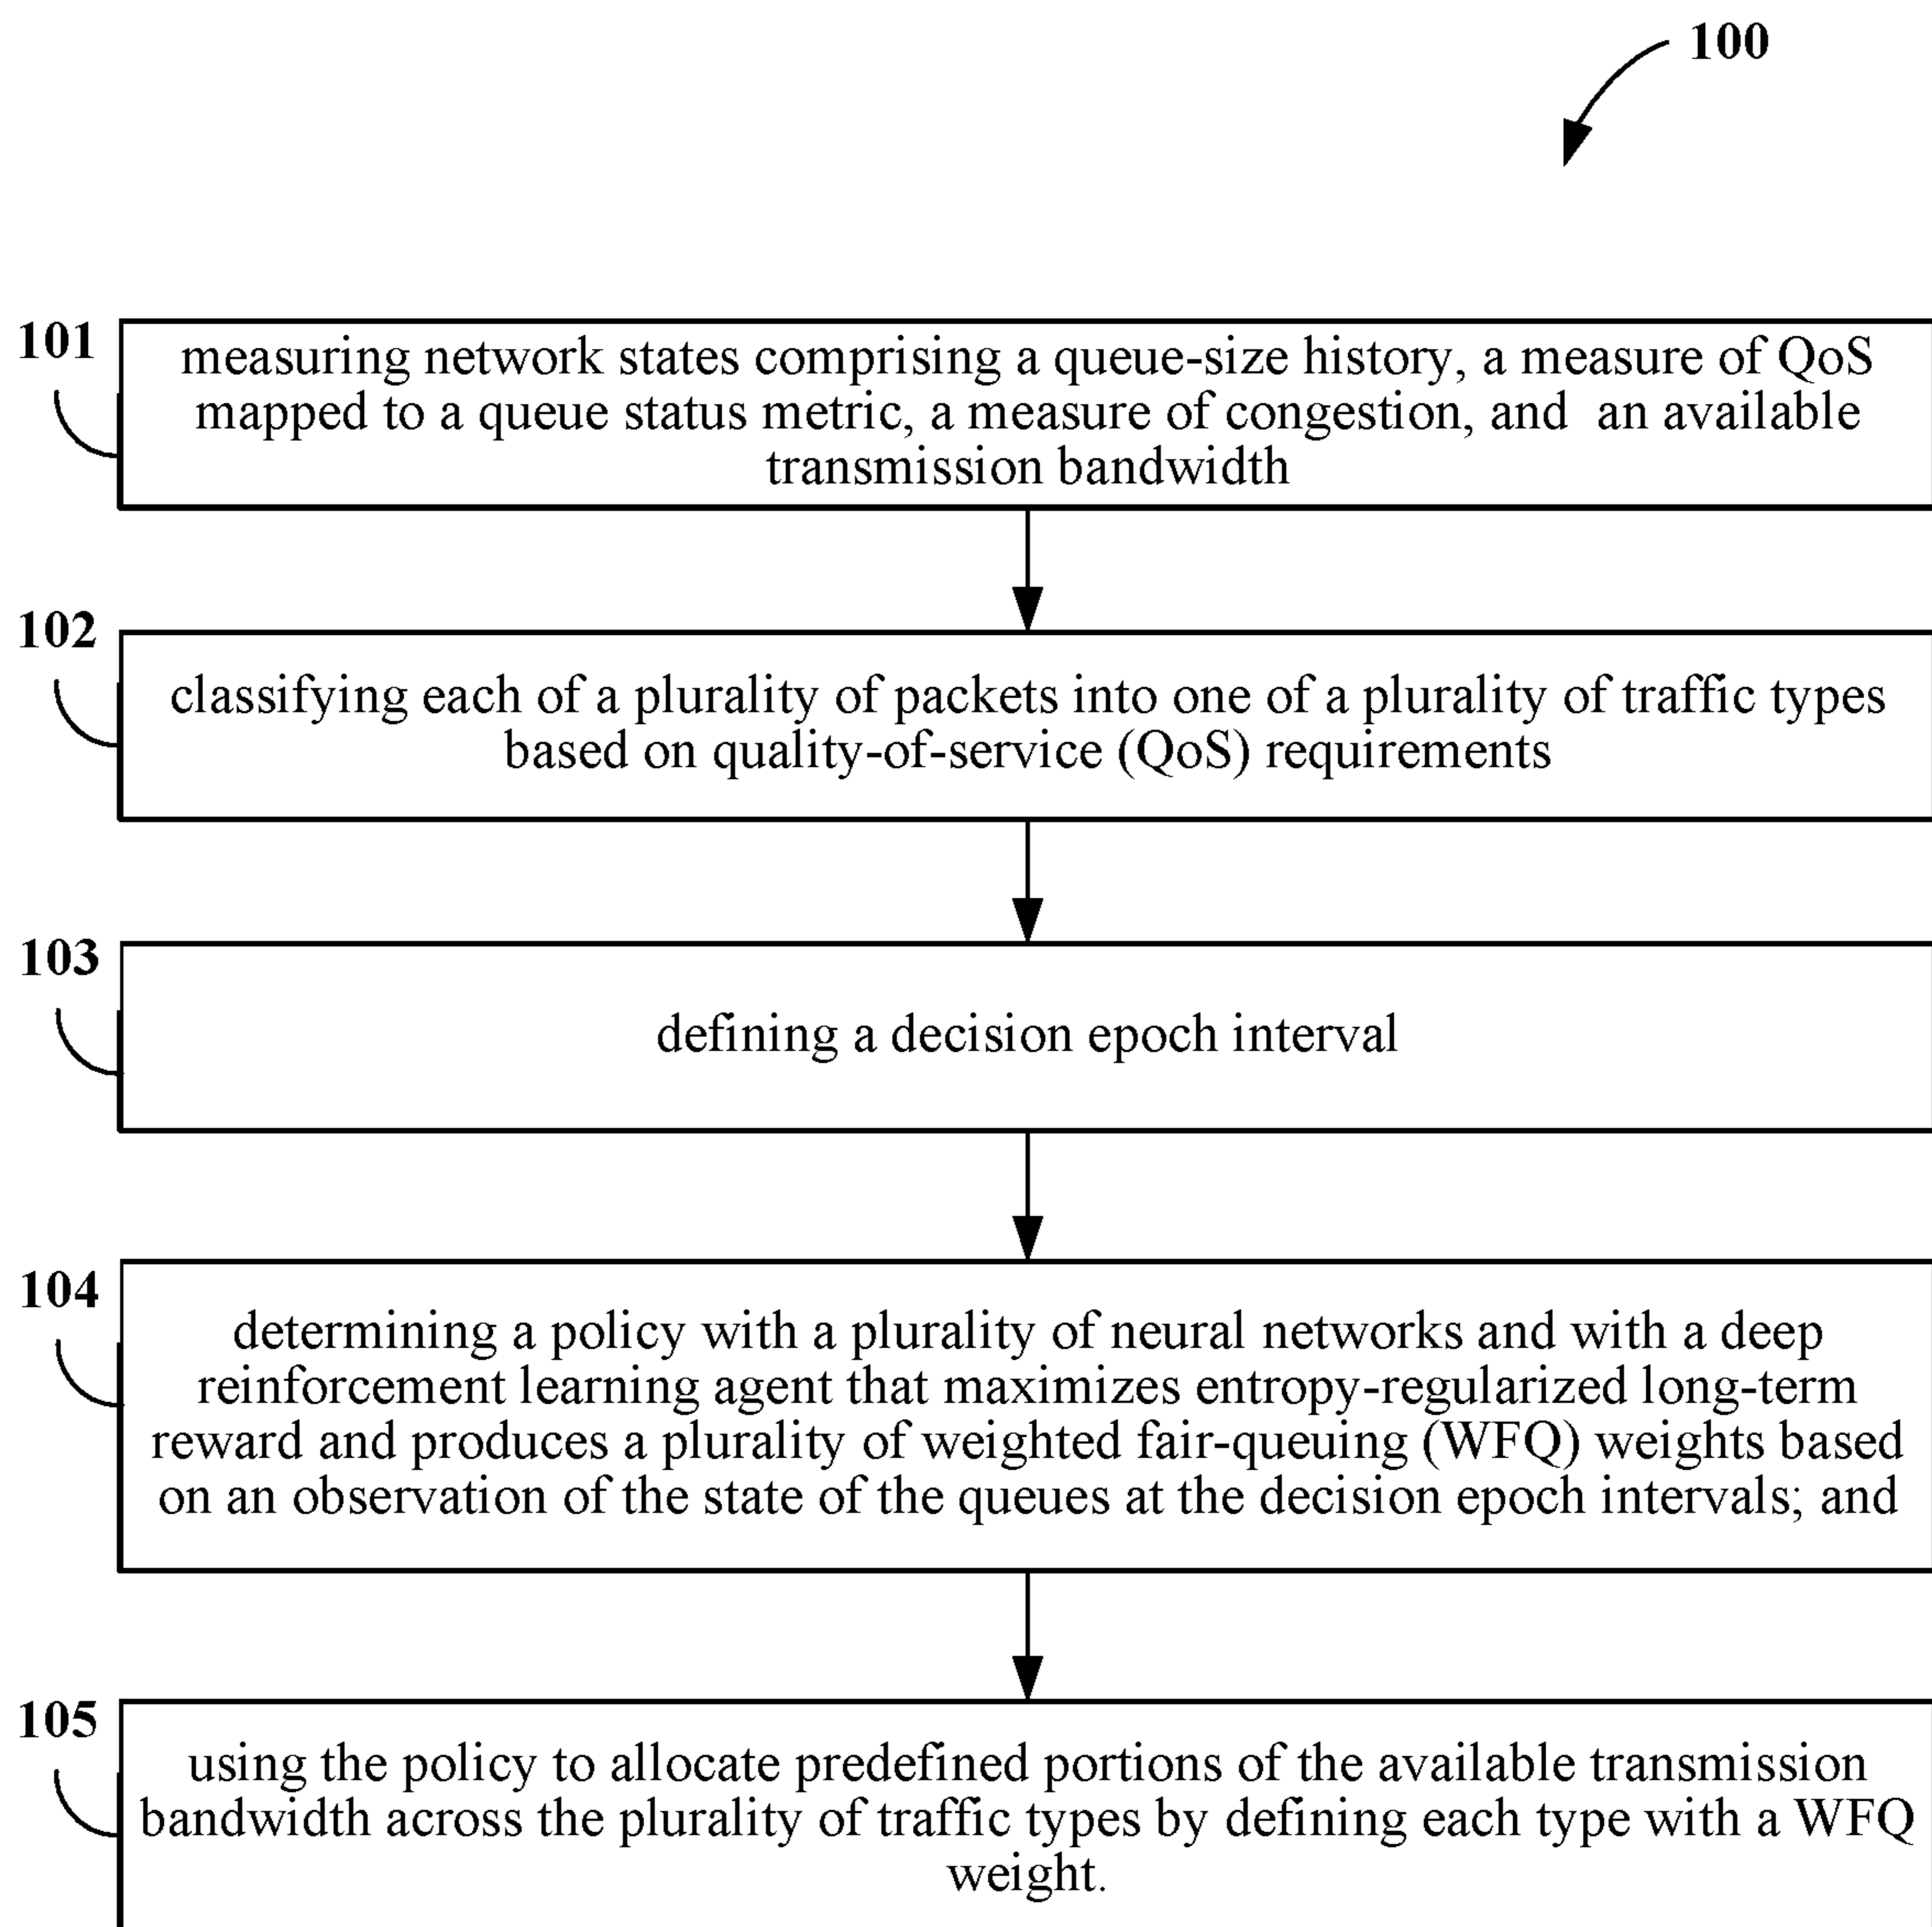 100
101
measuring network states comprising a queue-size history, a measure of QoS
mapped to a queue status metric, a measure of congestion, and an available
transmission bandwidth
102
classifying each of a plurality of packets into one of a plurality of traffic types
based on quality-of-service (QoS) requirements
103
defining a decision epoch interval
104
determining a policy with a plurality of neural networks and with a deep
reinforcement learning agent that maximizes entropy-regularized long-term
reward and produces a plurality of weighted fair-queuing (WFQ) weights based
on an observation of the state of the queues at the decision epoch intervals; and
105
using the policy to allocate predefined portions of the available transmission
bandwidth across the plurality of traffic types by defining each type with a WFQ
weight.